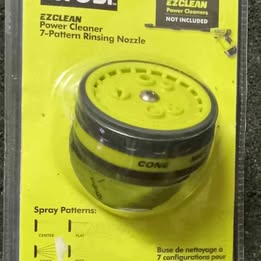 EZCLEAN
Power Cleaner
7-Pattern Rinsing Nozzle
EZCLEAN
Power Cleaners
NOT INCLUDED
CONE
Spray Patterns:
CENTER
FLAT
Buse de nettoyage à
7 configurations pour